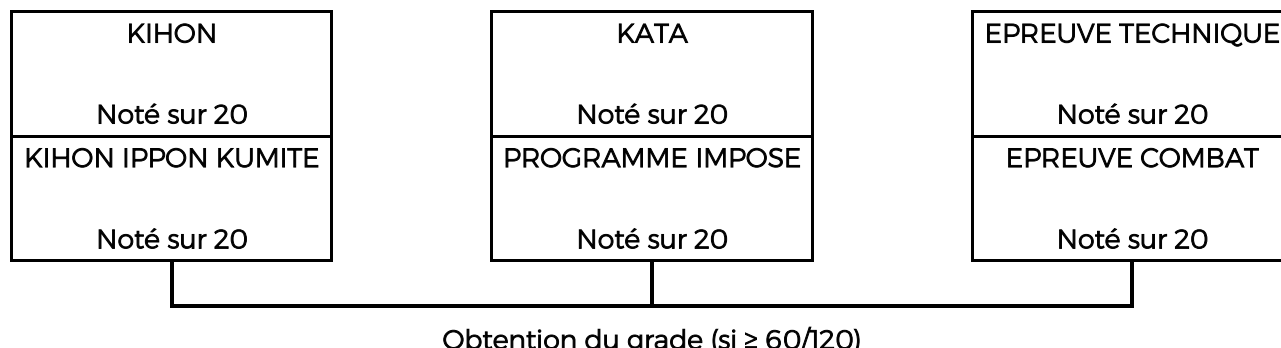 KIHON
Noté sur 20
KIHON IPPON KUMITE
Noté sur 20
KATA
Noté sur 20
PROGRAMME IMPOSE
Noté sur 20
EPREUVE TECHNIQUE
Noté sur 20
EPREUVE COMBAT
Noté sur 20
Obtention du grade (si ≥ 60/120)